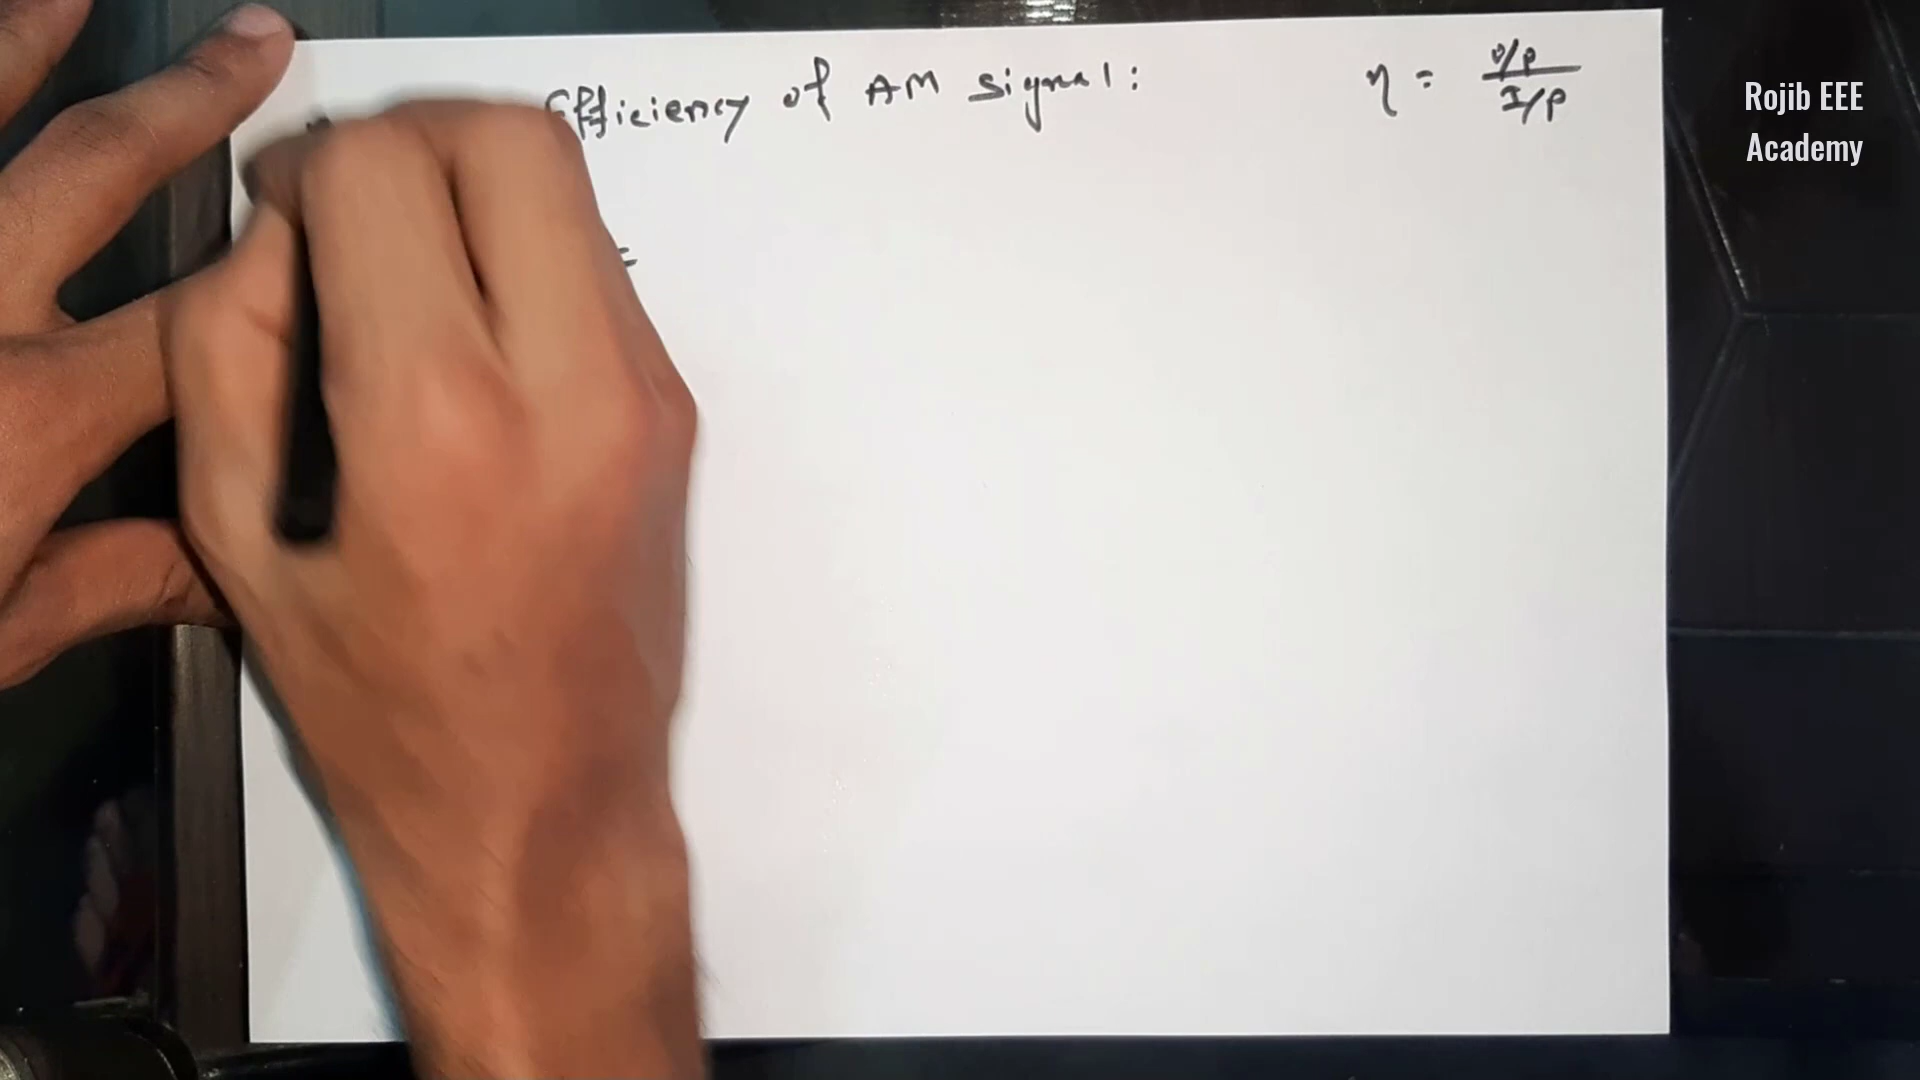 Efficiency of AM Signal:
η = O/P
I/P
=
Rojib EEE
Academy